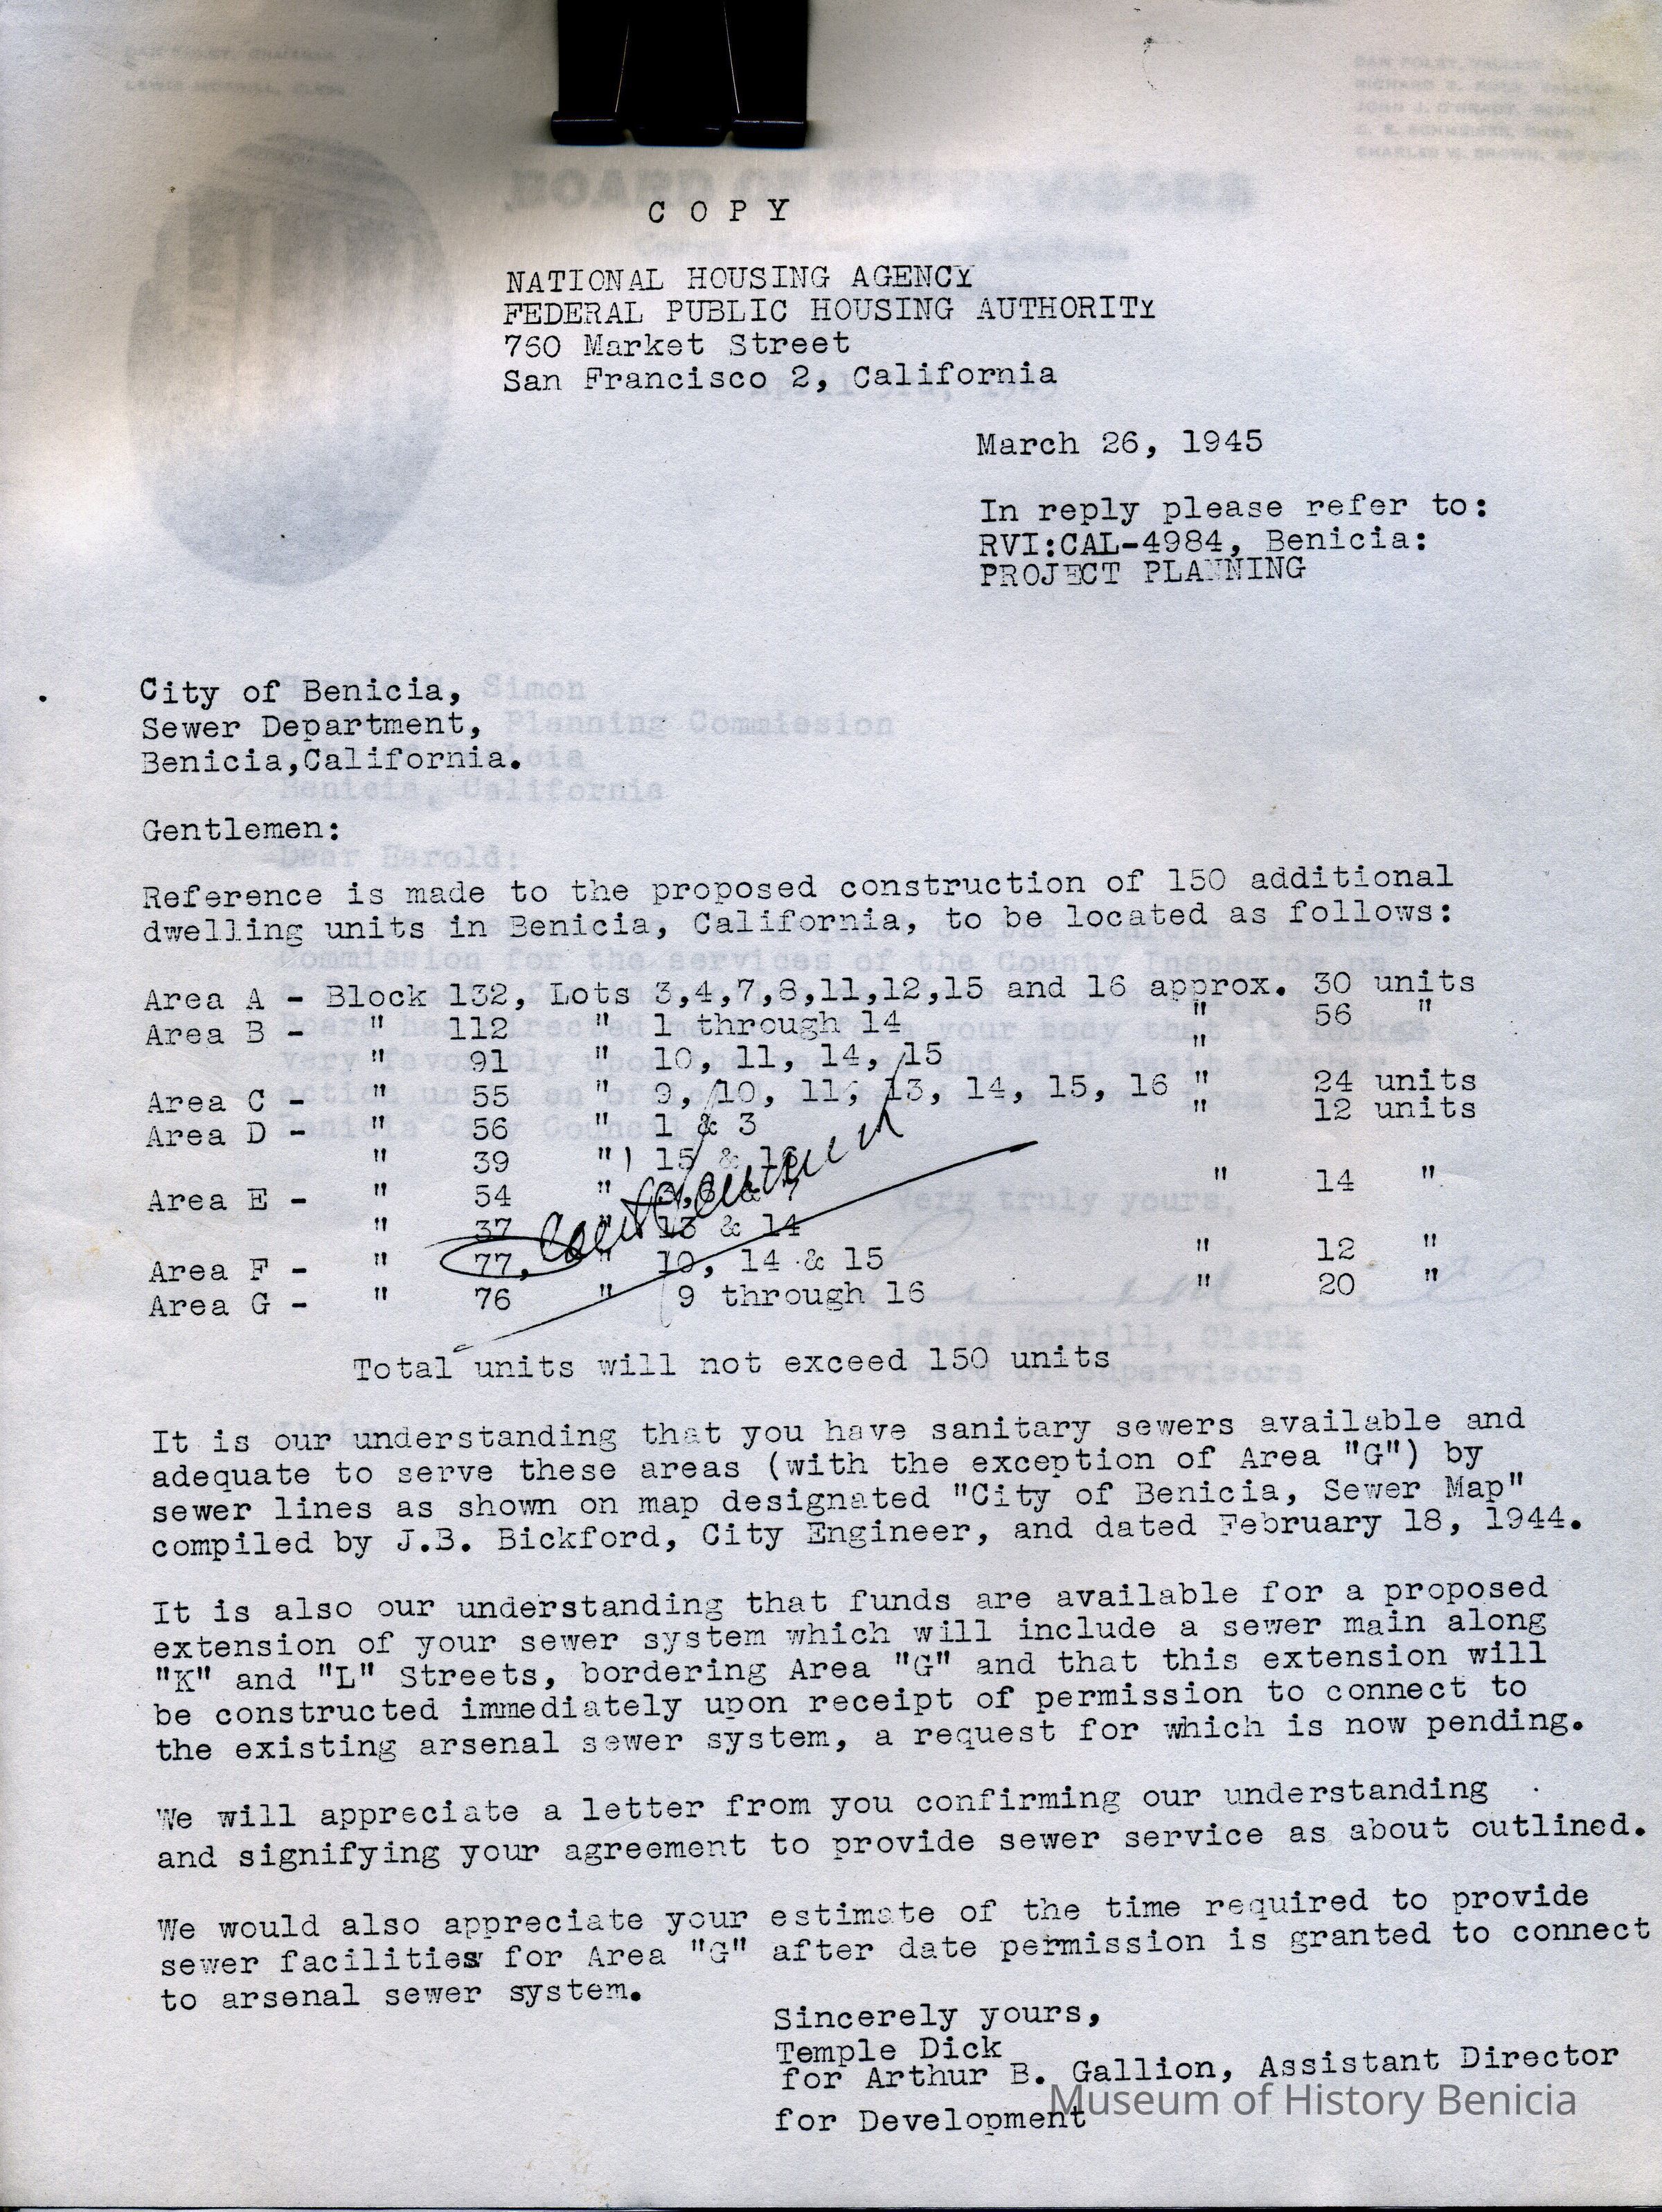 C O P Y
NATIONAL HOUSING AGENCY
FEDERAL PUBLIC HOUSING AUTHORITY
760 Market Street
San Francisco 2, California
March 26, 1945
In reply please refer to:
RVI:CAL-4984, Benicia:
PROJECT PLANNING
City of Benicia,
Sewer Department,
Benicia,California.
Gentlemen:
Reference is made to the proposed construction of 150 additional
dwelling units in Benicia, California, to be located as follows:
Area A - Block 132, Lots 3,4,7,8,11,12,15 and 16 approx. 30 units
Area B - " 112 " 1 through 14 " 56 "
" 91 " 10, 11, 14, 15 "
Area C - " 55 " 9, 10, 11, 13, 14, 15, 16 " 24 units
Area D - " 56 " 1 & 3 " 12 units
" 39 ") 15 & 16
Area E - " 54 " & 7 " 14 "
" 37 " 13 & 14
Area F - " 77, " 10, 14 & 15 " 12 "
Area G - " 76 " 9 through 16 " 20 "
Total units will not exceed 150 units
It is our understanding that you have sanitary sewers available and
adequate to serve these areas (with the exception of Area "G") by
sewer lines as shown on map designated "City of Benicia, Sewer Map"
compiled by J.B. Bickford, City Engineer, and dated February 18, 1944.
It is also our understanding that funds are available for a proposed
extension of your sewer system which will include a sewer main along
"K" and "L" Streets, bordering Area "G" and that this extension will
be constructed immediately upon receipt of permission to connect to
the existing arsenal sewer system, a request for which is now pending.
We will appreciate a letter from you confirming our understanding
and signifying your agreement to provide sewer service as about outlined.
We would also appreciate your estimate of the time required to provide
sewer facilities for Area "G" after date permission is granted to connect
to arsenal sewer system.
Sincerely yours,
Temple Dick
for Arthur B. Gallion, Assistant Director
for Development
Museum of History Benicia